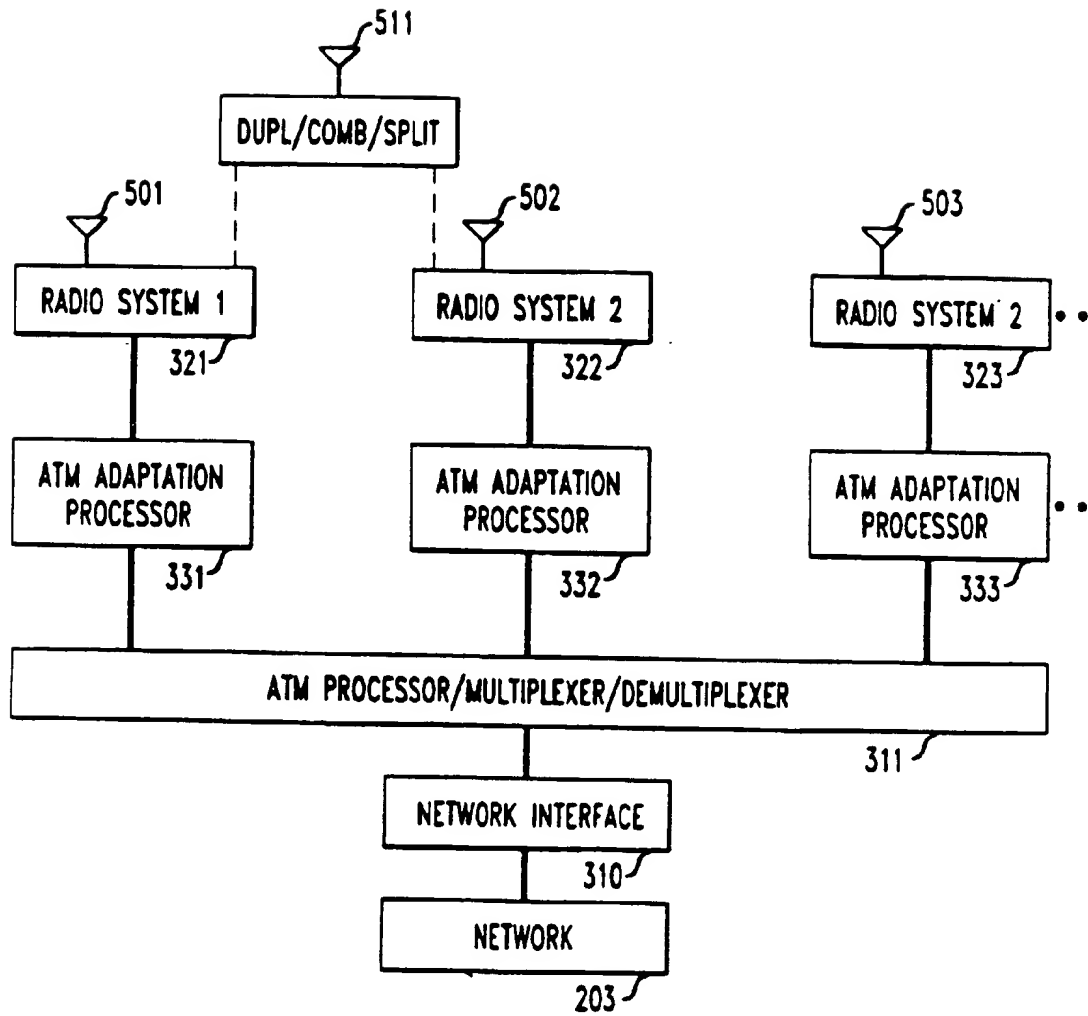 511
DUPL/COMB/SPLIT
501
502
503
RADIO SYSTEM 1
RADIO SYSTEM 2
RADIO SYSTEM 2
321
322
323
ATM ADAPTATION
PROCESSOR
ATM ADAPTATION
PROCESSOR
ATM ADAPTATION
PROCESSOR
331
332
333
ATM PROCESSOR/MULTIPLEXER/DEMULTIPLEXER
311
NETWORK INTERFACE
310
NETWORK
203